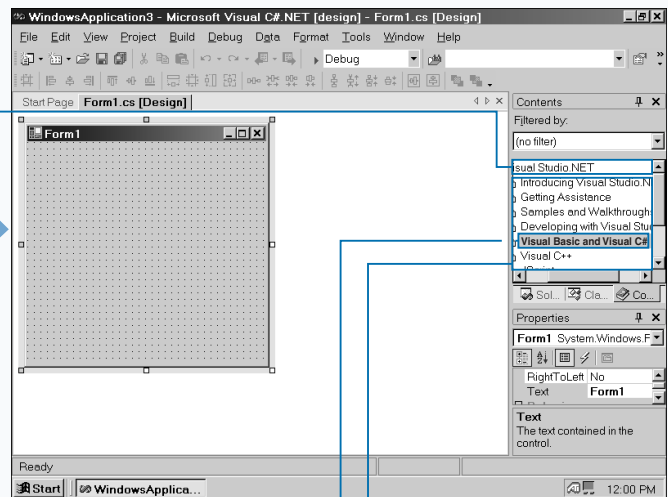 WindowsApplication3 - Microsoft Visual C#.NET [design] - Form1.cs [Design]
File Edit View Project Build Debug Data Format Tools Window Help
Debug
Start Page Form1.cs [Design]
Form1
Contents
Filtered by:
(no filter)
sual Studio.NET
Introducing Visual Studio.N
Getting Assistance
Samples and Walkthrough
Developing with Visual Stu
Visual Basic and Visual C#
Visual C++
JScript
Sol... Cla... Co...
Properties
Form1 System.Windows.F
RightToLeft No
Text Form1
Text
The text contained in the
control.
Ready
Start WindowsApplica...
12:00 PM